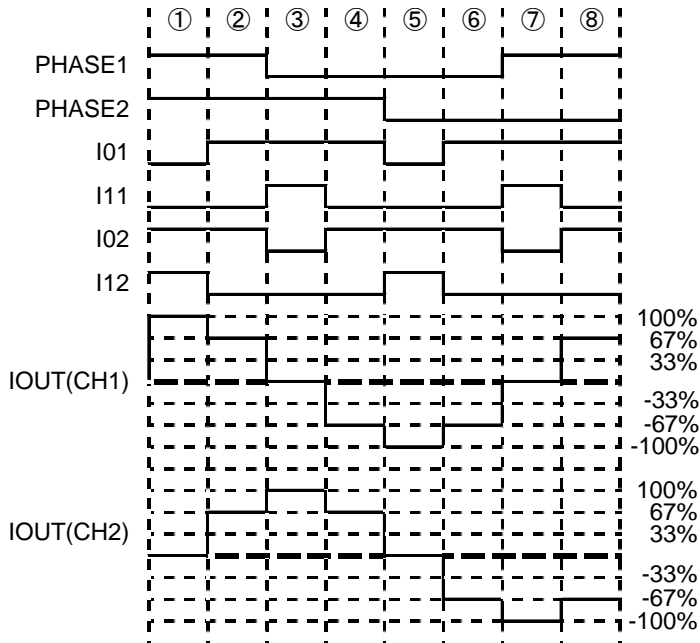 ① ② ③ ④ ⑤ ⑥ ⑦ ⑧
PHASE1
PHASE2
I01
I11
I02
I12
IOUT(CH1)
100%
67%
33%
-33%
-67%
-100%
IOUT(CH2)
100%
67%
33%
-33%
-67%
-100%